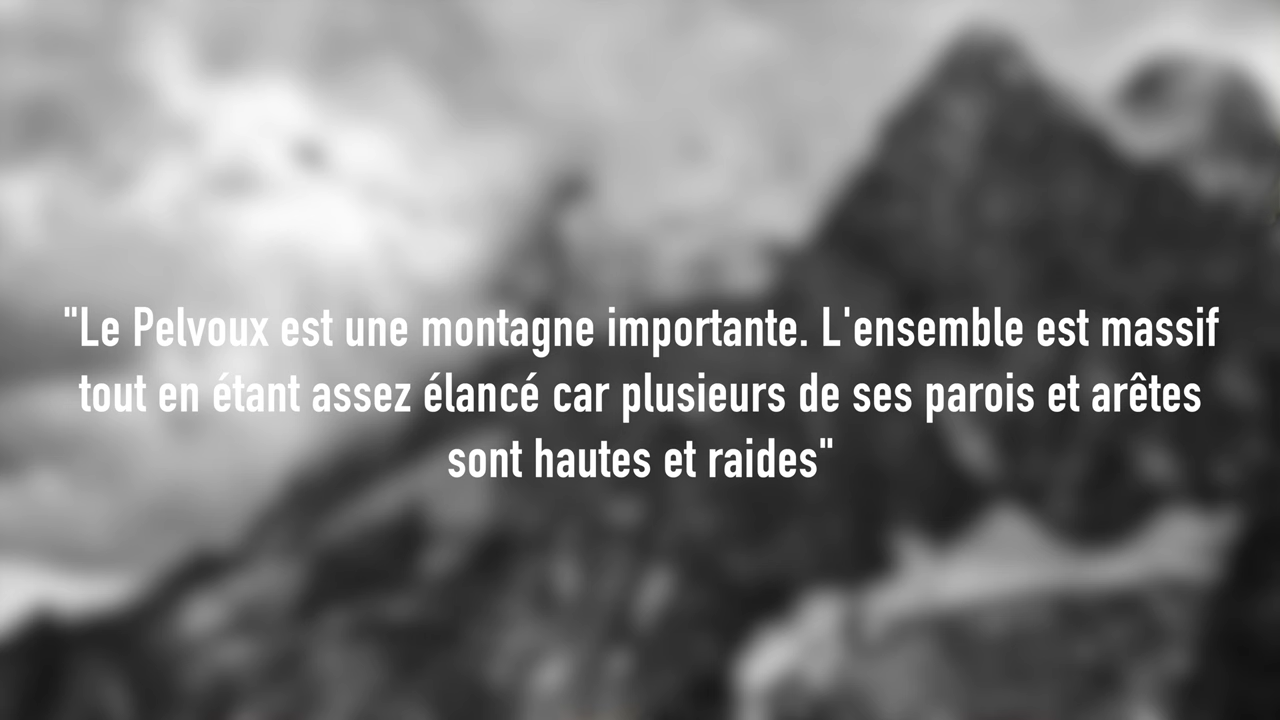 "Le Pelvoux est une montagne importante. L'ensemble est massif
tout en étant assez élancé car plusieurs de ses parois et arêtes
sont hautes et raides"